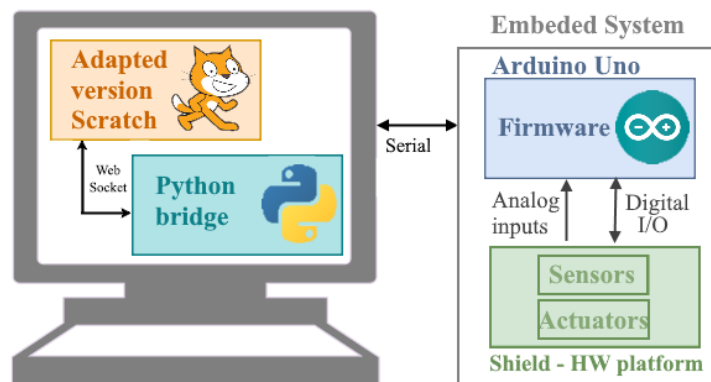 Adapted
version
Scratch
Web
Socket
Python
bridge
Serial
Embeded System
Arduino Uno
Firmware
Analog
inputs
Digital
I/O
Sensors
Actuators
Shield - HW platform